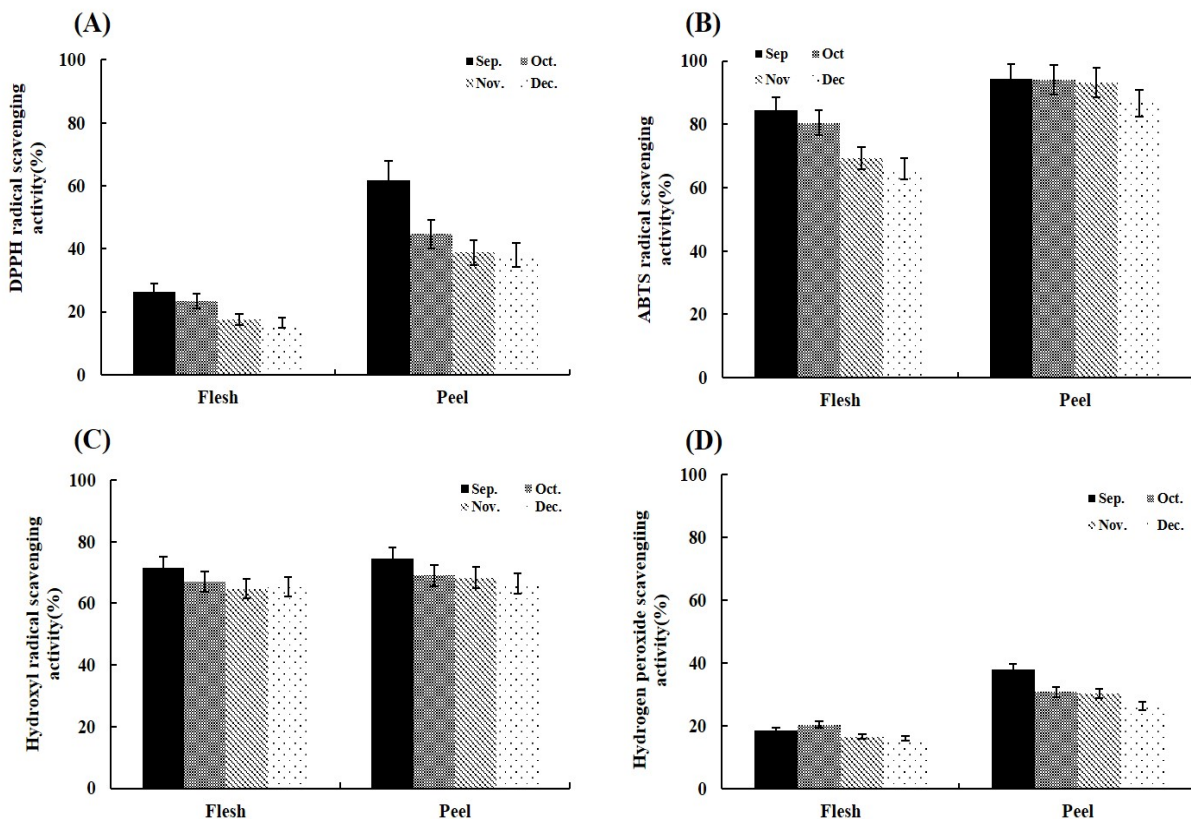 (A)
DPPH radical scavenging
activity(%)
100
80
60
40
20
0
Sep. Oct.
Nov. Dec.
Flesh Peel
(B)
ABTS radical scavenging
activity(%)
100
80
60
40
20
0
Sep Oct
Nov Dec
Flesh Peel
(C)
Hydroxyl radical scavenging
activity(%)
100
80
60
40
20
0
Sep. Oct.
Nov. Dec.
Flesh Peel
(D)
Hydrogen peroxide scavengiing
activity(%)
100
80
60
40
20
0
Sep. Oct.
Nov. Dec.
Flesh Peel